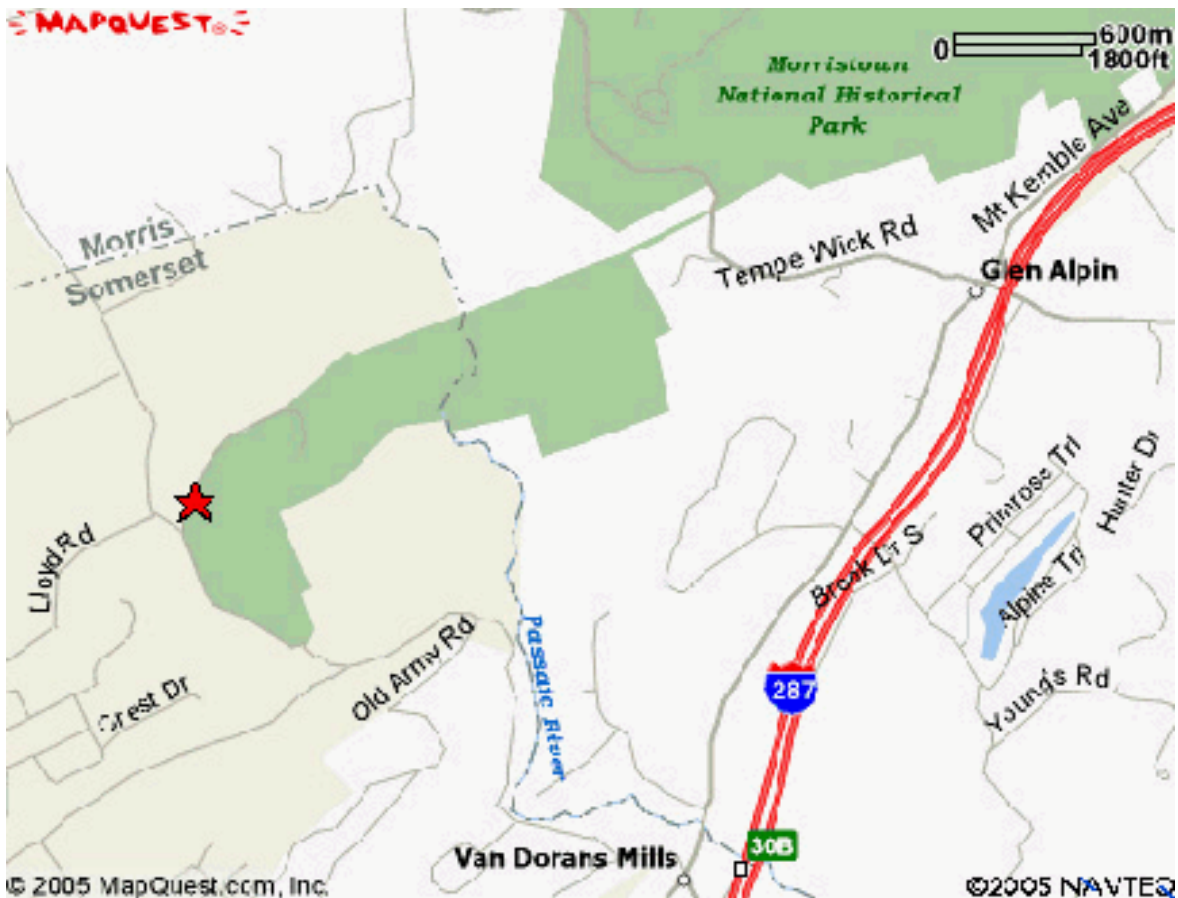 MAPQUEST®
600m
0
1800ft
Morristown
National Historical
Park
Mt Kemble Ave
Morris
Somerset
Tempe Wick Rd
Glen Alpin
Lloyd Rd
Primrose Trl
Hunter Dr
Brook Dr S
Alpine Trl
Passaic River
Old Army Rd
Crest Dr
287
Youngs Rd
30B
Van Dorans Mills
© 2005 MapQuest.com, Inc.
©2005 NAVTEQ